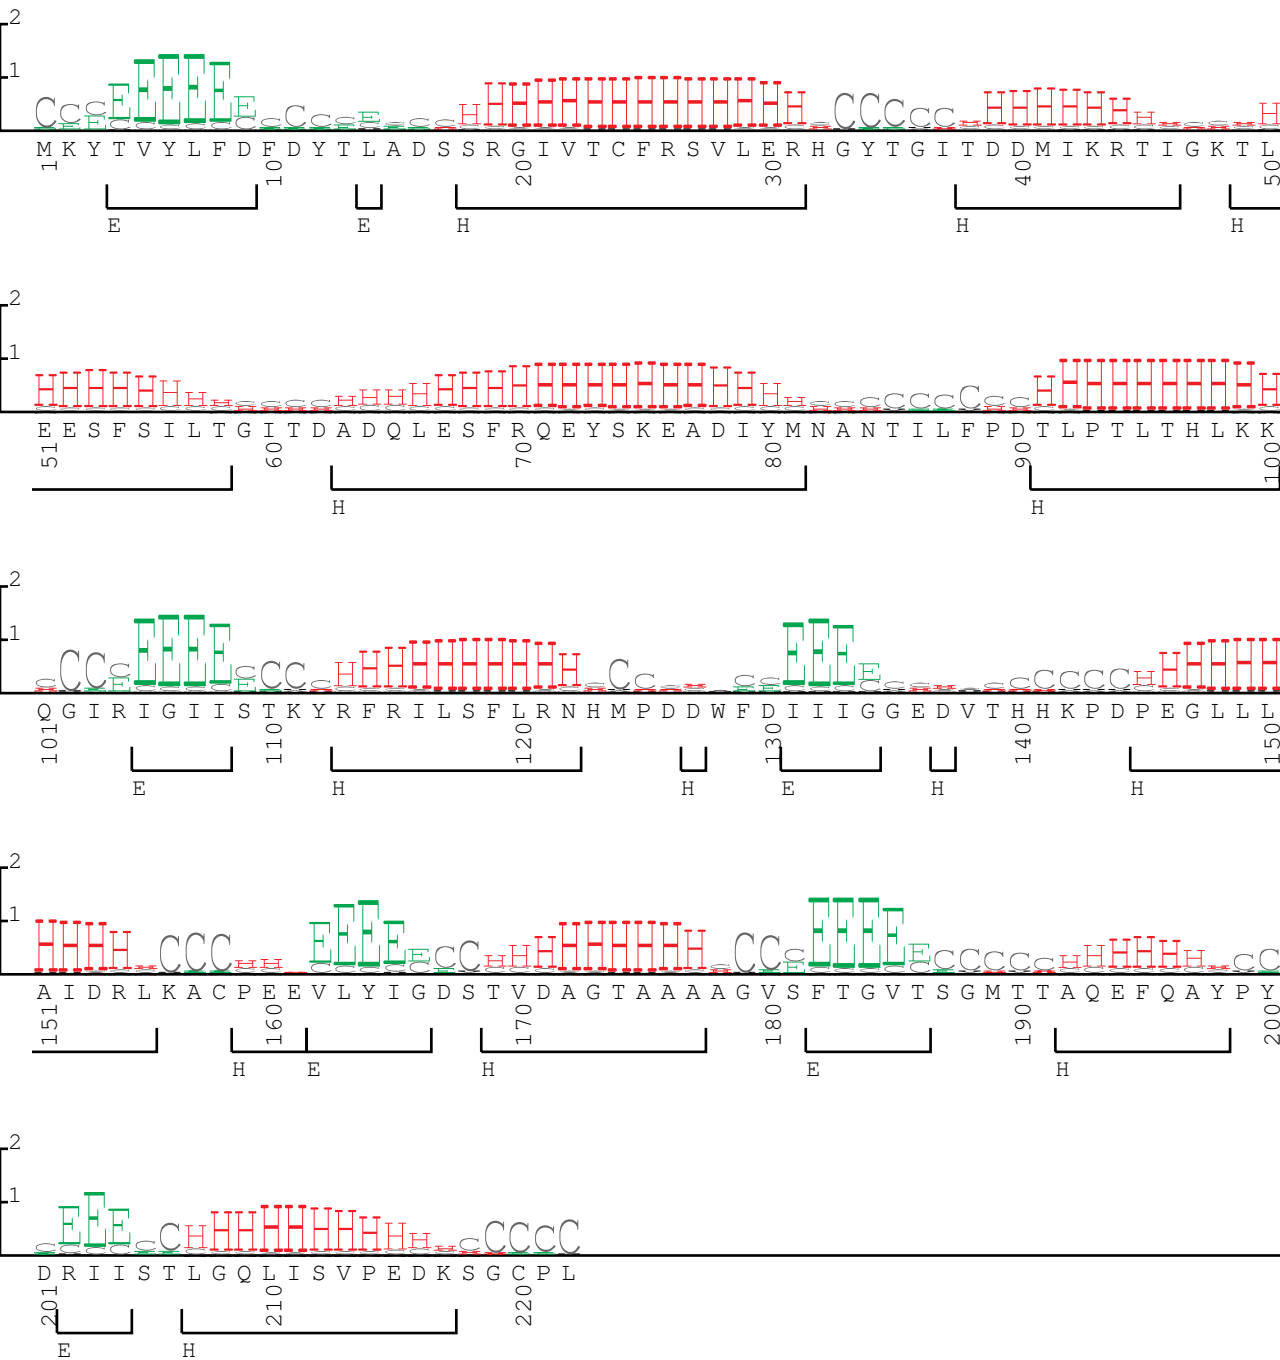 2
1
M K Y T V Y L F D F D Y T L A D S S R G I V T C F R S V L E R H G Y T G I T D D M I K R T I G K T L
1 10 20 30 40 50
E E H H H
2
1
E E S F S I L T G I T D A D Q L E S F R Q E Y S K E A D I Y M N A N T I L F P D T L P T L T H L K K
51 60 70 80 90 100
H H
2
1
Q G I R I G I I S T K Y R F R I L S F L R N H M P D D W F D I I I G G E D V T H H K P D P E G L L L
101 110 120 130 140 150
E H H E H H
2
1
A I D R L K A C P E E V L Y I G D S T V D A G T A A A A G V S F T G V T S G M T T A Q E F Q A Y P Y
151 160 170 180 190 200
H E H E H
2
1
D R I I S T L G Q L I S V P E D K S G C P L
201 210 220
E H